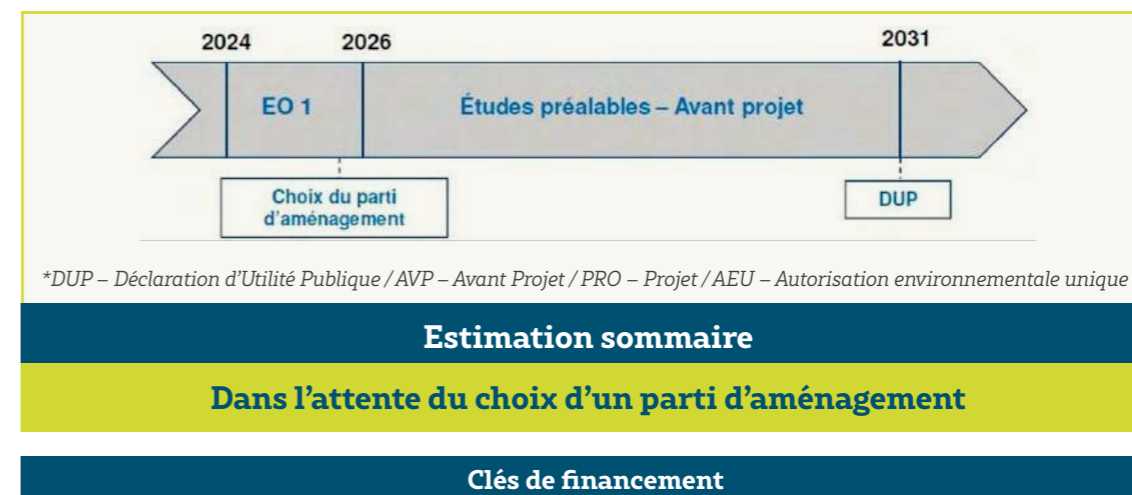 2024 2026 2031
EO 1 Études préalables – Avant projet
Choix du parti
d'aménagement
DUP
*DUP – Déclaration d'Utilité Publique / AVP – Avant Projet / PRO – Projet / AEU – Autorisation environnementale unique
Estimation sommaire
Dans l'attente du choix d'un parti d'aménagement
Clés de financement